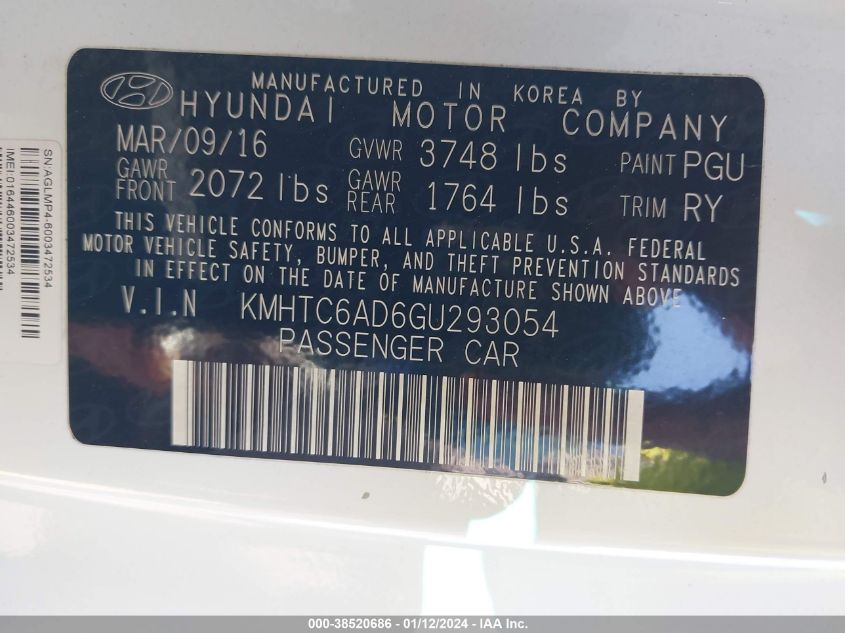 MANUFACTURED IN KOREA BY
HYUNDAI MOTOR COMPANY
MAR/09/16 GVWR 3748 lbs PAINT PGU
GAWR FRONT 2072 lbs GAWR REAR 1764 lbs TRIM RY
THIS VEHICLE CONFORMS TO ALL APPLICABLE U.S.A. FEDERAL
MOTOR VEHICLE SAFETY, BUMPER, AND THEFT PREVENTION STANDARDS
IN EFFECT ON THE DATE OF MANUFACTURE SHOWN ABOVE
V.I.N KMHTC6AD6GU293054
PASSENGER CAR
SN:AGLMP4-6003472534
IMEI:016446003472534
000-38520686 - 01/12/2024 - IAA Inc.